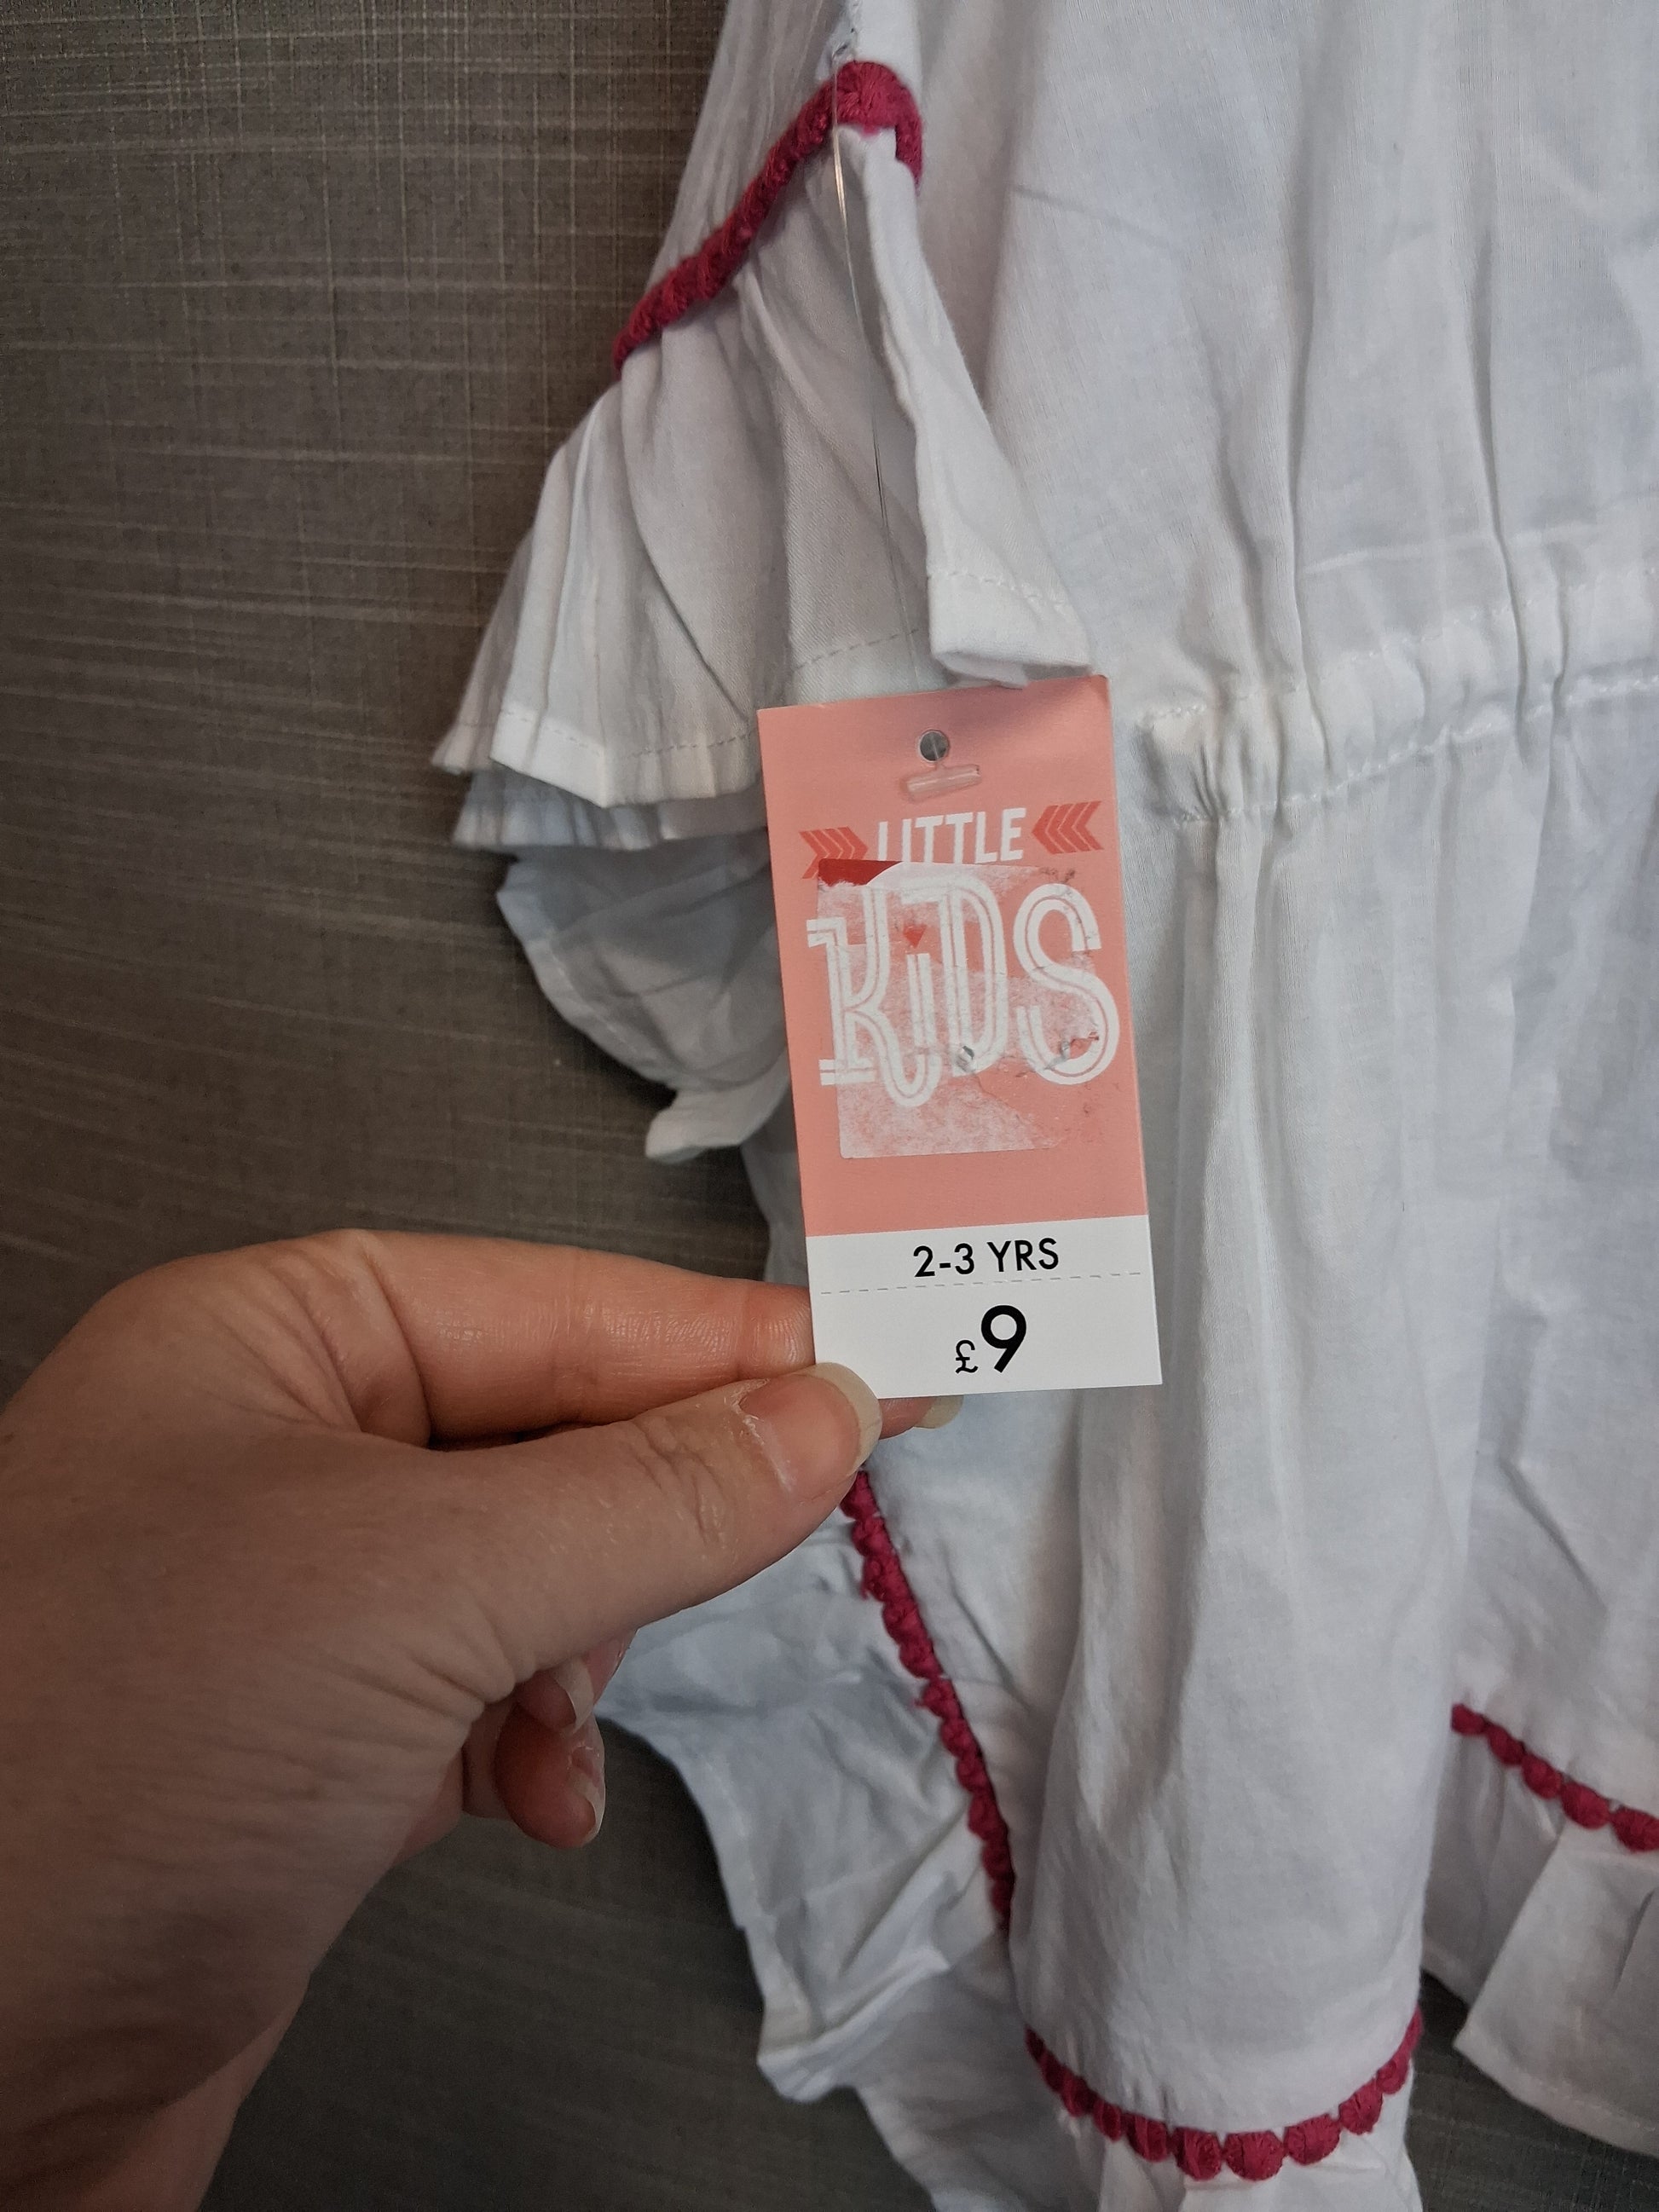 LITTLE
KiDS
2-3 YRS
£9